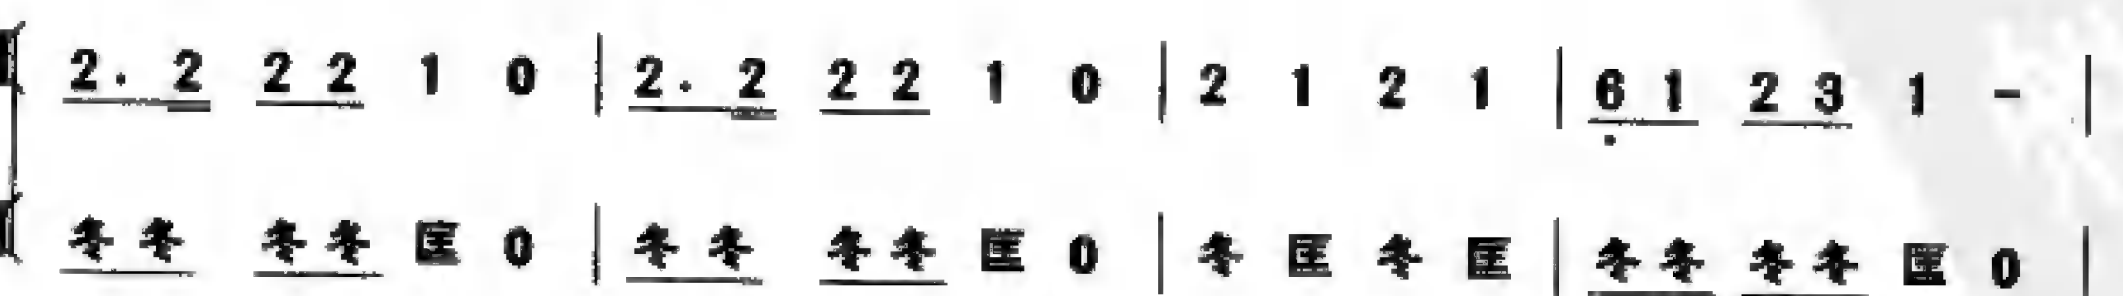 2. 2 2 2 1 0 | 2. 2 2 2 1 0 | 2 1 2 1 | 6 1 2 3 1 - |
冬冬 冬冬 匡 0 | 冬冬 冬冬 匡 0 | 冬 匡 冬 匡 | 冬冬 冬冬 匡 0 |